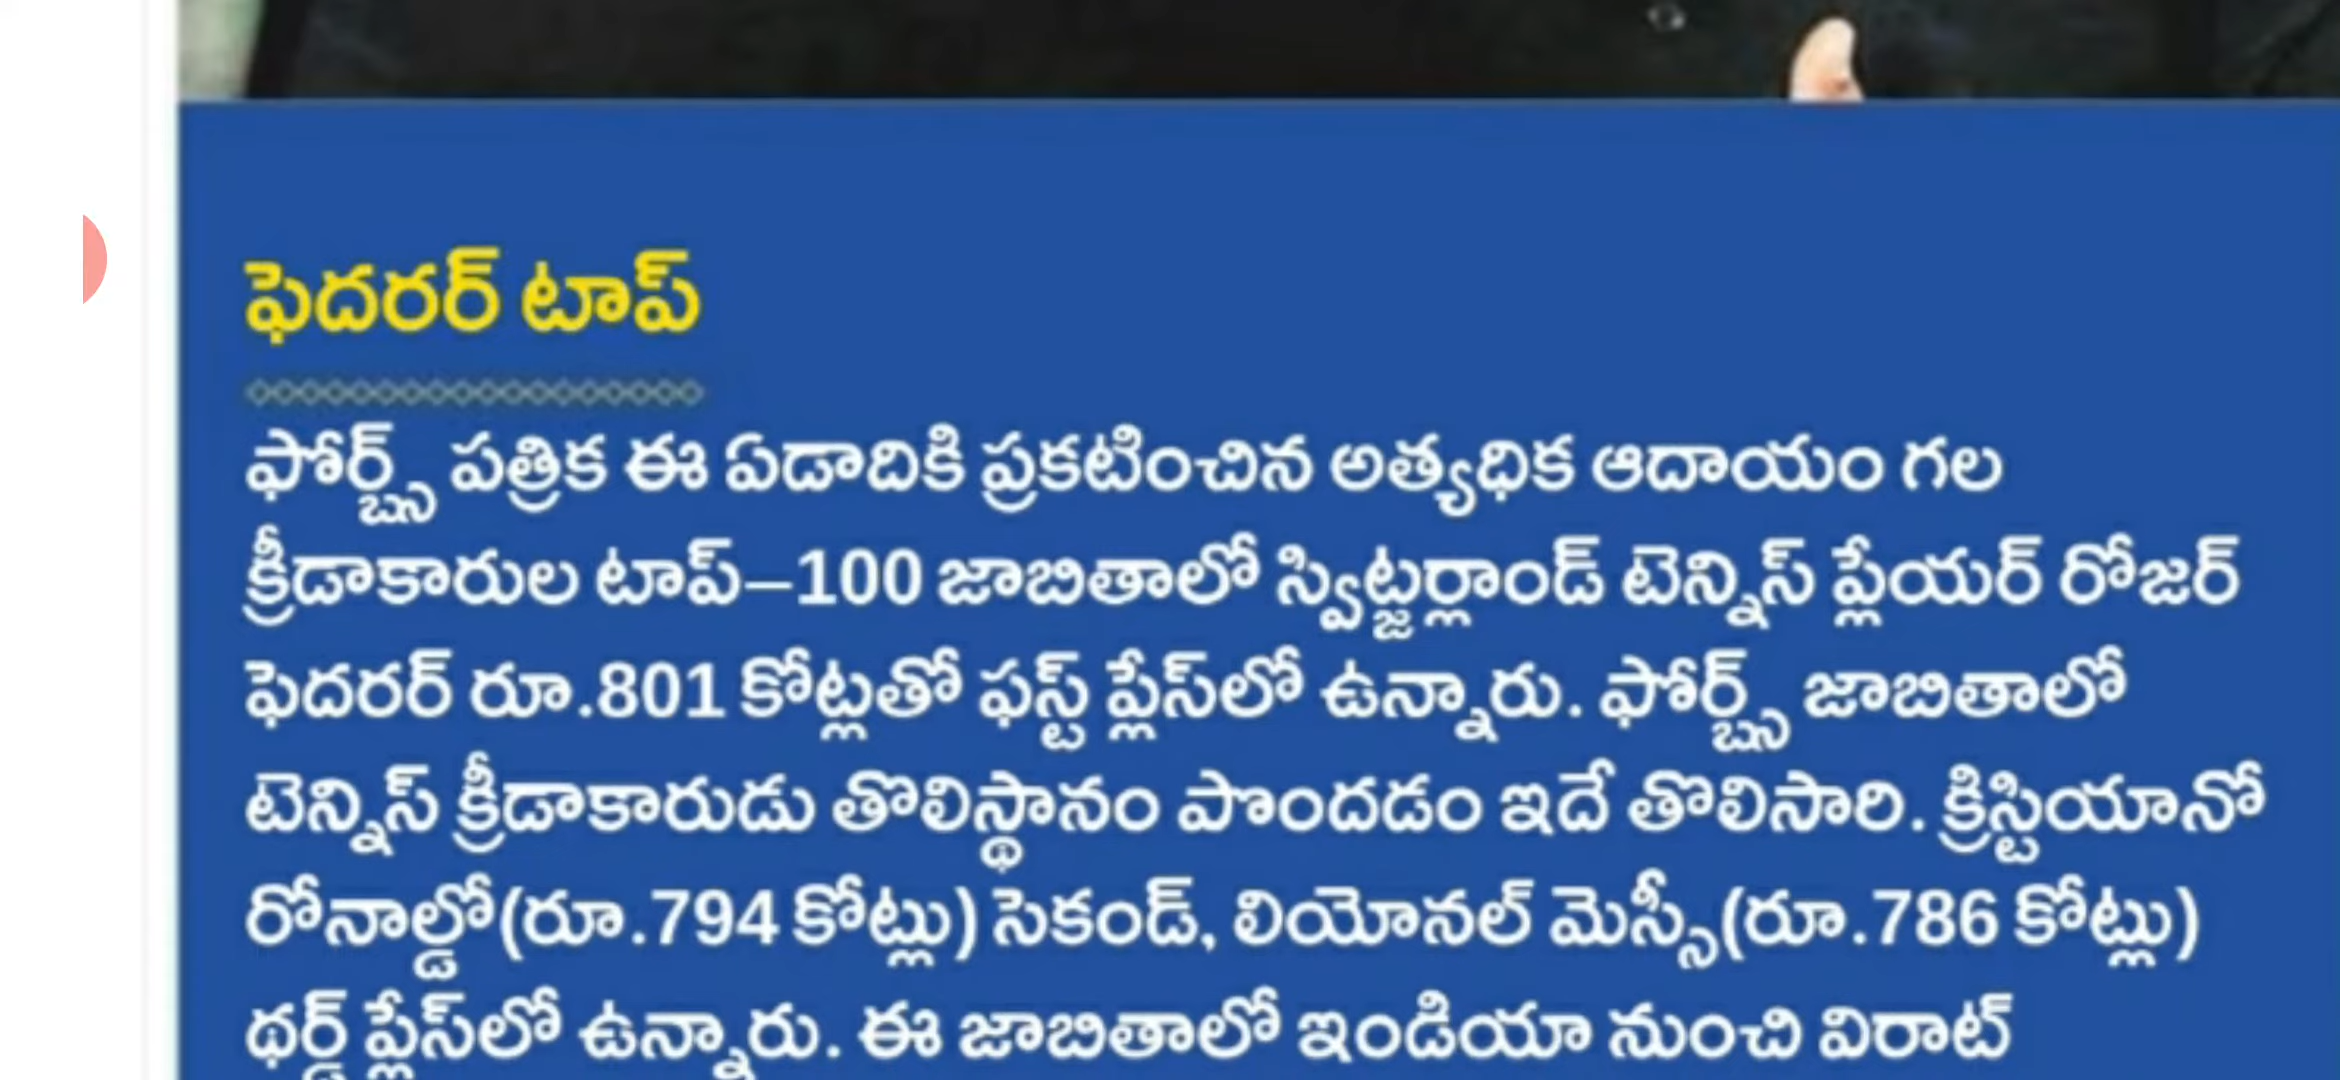 ఫెదరర్ టాప్
ఫోర్బ్స్ పత్రిక ఈ ఏడాదికి ప్రకటించిన అత్యధిక ఆదాయం గల
క్రీడాకారుల టాప్–100 జాబితాలో స్విట్జర్లాండ్ టెన్నిస్ ప్లేయర్ రోజర్
ఫెదరర్ రూ.801 కోట్లతో ఫస్ట్ ప్లేస్‌లో ఉన్నారు. ఫోర్బ్స్ జాబితాలో
టెన్నిస్ క్రీడాకారుడు తొలిస్థానం పొందడం ఇదే తొలిసారి. క్రిస్టియానో
రోనాల్డో(రూ.794 కోట్లు) సెకండ్, లియోనల్ మెస్సీ(రూ.786 కోట్లు)
థర్డ్ ప్లేస్‌లో ఉన్నారు. ఈ జాబితాలో ఇండియా నుంచి విరాట్